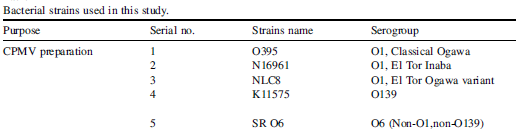 Bacterial strains used in this study.
Purpose Serial no. Strains name Serogroup
CPMV preparation 1 O395 O1, Classical Ogawa
2 N16961 O1, E1 Tor Inaba
3 NLC8 O1, E1 Tor Ogawa variant
4 K11575 O139
5 SR O6 O6 (Non-O1,non-O139)